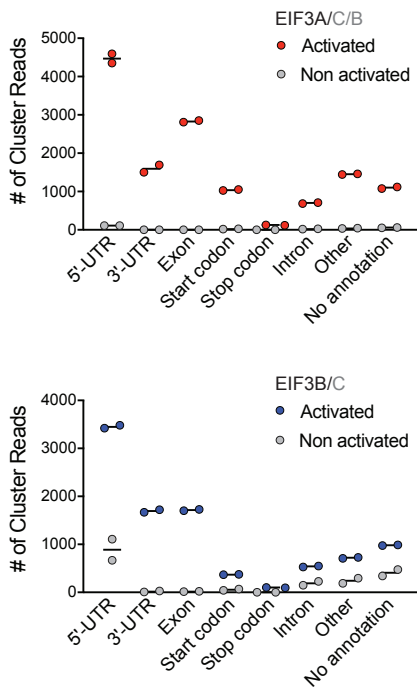 EIF3A/C/B
Activated
Non activated
# of Cluster Reads
5000
4000
3000
2000
1000
0
5'-UTR
3'-UTR
Exon
Start codon
Stop codon
Intron
Other
No annotation
EIF3B/C
Activated
Non activated
# of Cluster Reads
4000
3000
2000
1000
0
5'-UTR
3'-UTR
Exon
Start codon
Stop codon
Intron
Other
No annotation